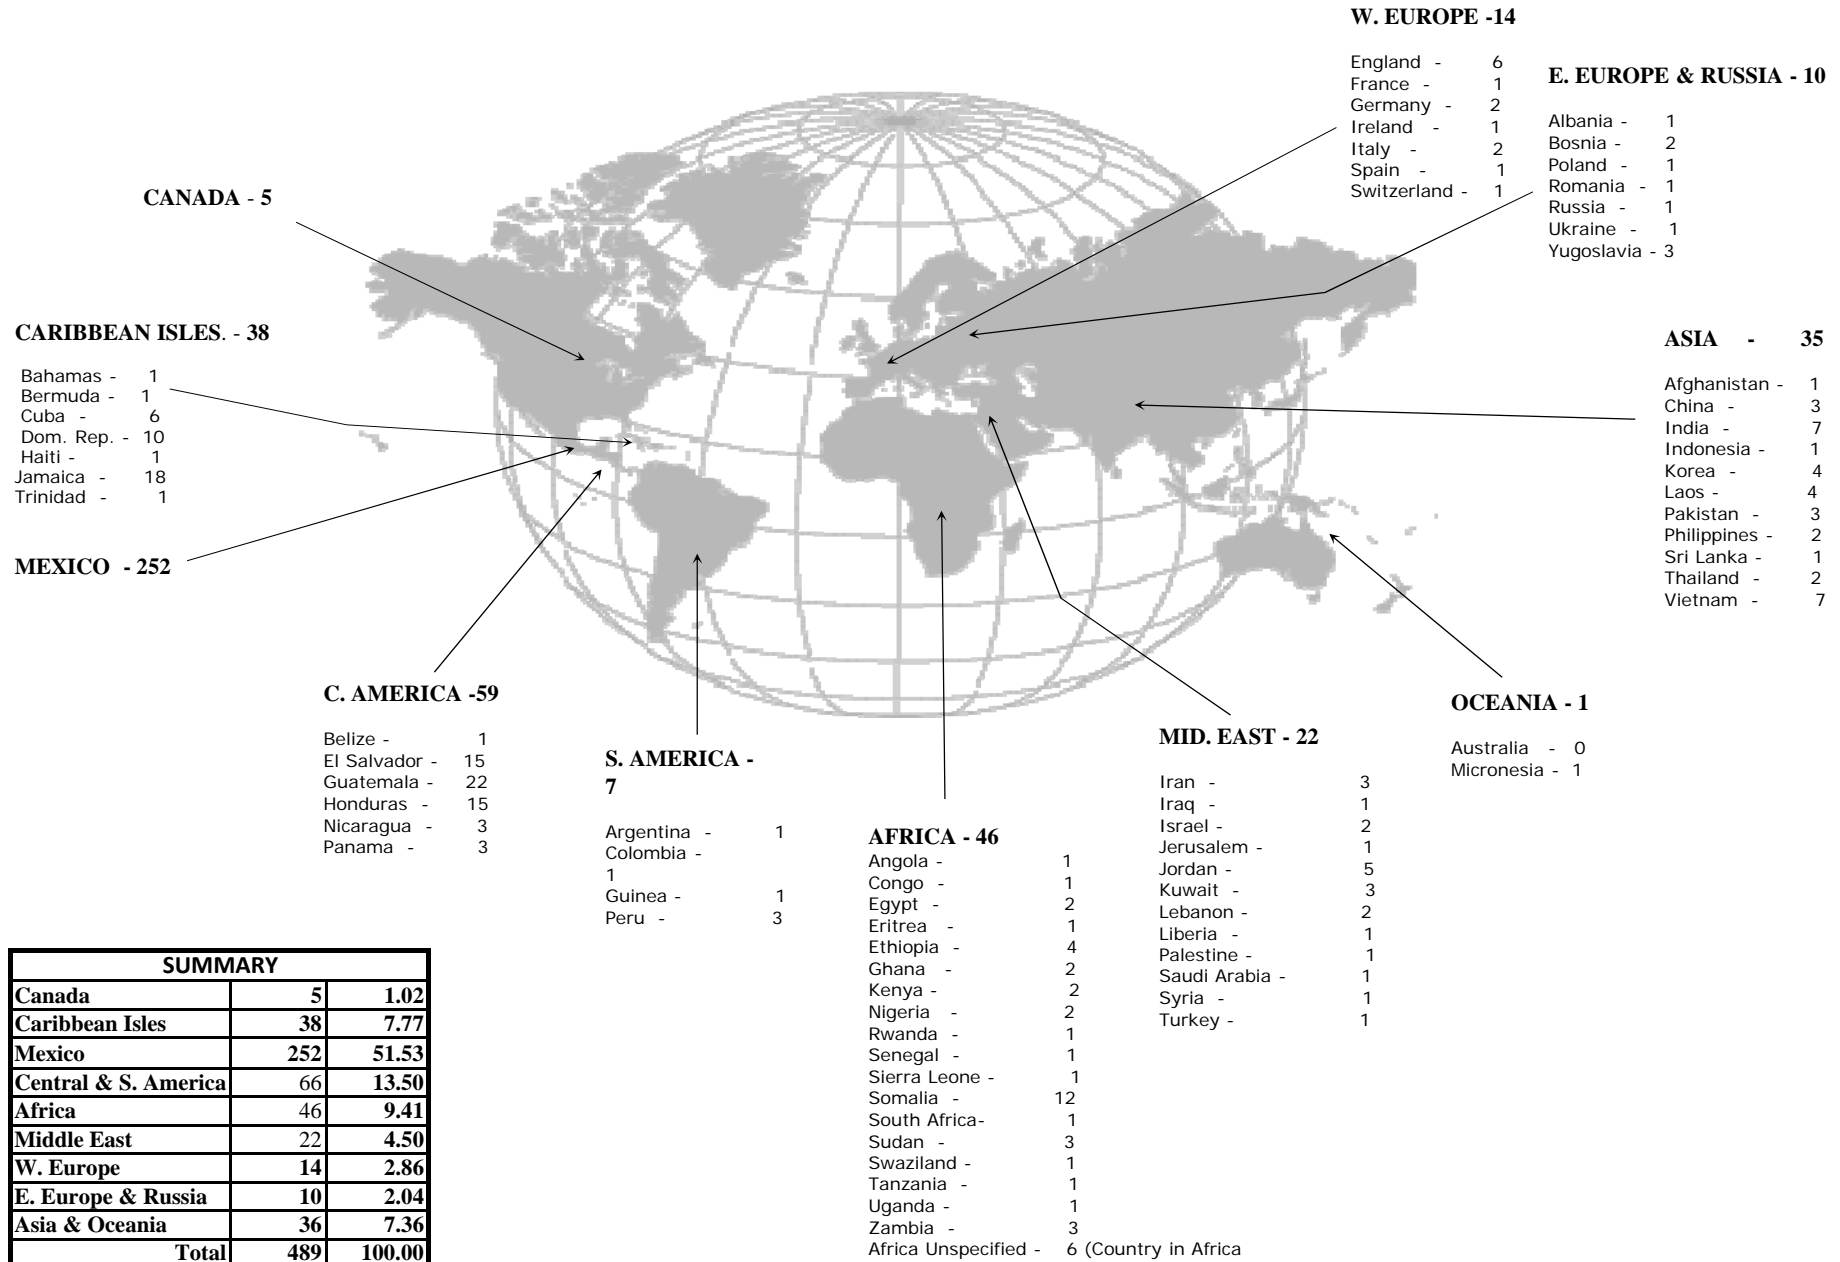 W. EUROPE -14
England - 6
France - 1
Germany - 2
Ireland - 1
Italy - 2
Spain - 1
Switzerland - 1
E. EUROPE & RUSSIA - 10
Albania - 1
Bosnia - 2
Poland - 1
Romania - 1
Russia - 1
Ukraine - 1
Yugoslavia - 3
CANADA - 5
CARIBBEAN ISLES. - 38
Bahamas - 1
Bermuda - 1
Cuba - 6
Dom. Rep. - 10
Haiti - 1
Jamaica - 18
Trinidad - 1
MEXICO - 252
ASIA - 35
Afghanistan - 1
China - 3
India - 7
Indonesia - 1
Korea - 4
Laos - 4
Pakistan - 3
Philippines - 2
Sri Lanka - 1
Thailand - 2
Vietnam - 7
C. AMERICA -59
Belize - 1
El Salvador - 15
Guatemala - 22
Honduras - 15
Nicaragua - 3
Panama - 3
S. AMERICA -
7
Argentina - 1
Colombia -
1
Guinea - 1
Peru - 3
AFRICA - 46
Angola - 1
Congo - 1
Egypt - 2
Eritrea - 1
Ethiopia - 4
Ghana - 2
Kenya - 2
Nigeria - 2
Rwanda - 1
Senegal - 1
Sierra Leone - 1
Somalia - 12
South Africa- 1
Sudan - 3
Swaziland - 1
Tanzania - 1
Uganda - 1
Zambia - 3
Africa Unspecified - 6 (Country in Africa
MID. EAST - 22
Iran - 3
Iraq - 1
Israel - 2
Jerusalem - 1
Jordan - 5
Kuwait - 3
Lebanon - 2
Liberia - 1
Palestine - 1
Saudi Arabia - 1
Syria - 1
Turkey - 1
OCEANIA - 1
Australia - 0
Micronesia - 1
SUMMARY
Canada 5 1.02
Caribbean Isles 38 7.77
Mexico 252 51.53
Central & S. America 66 13.50
Africa 46 9.41
Middle East 22 4.50
W. Europe 14 2.86
E. Europe & Russia 10 2.04
Asia & Oceania 36 7.36
Total 489 100.00